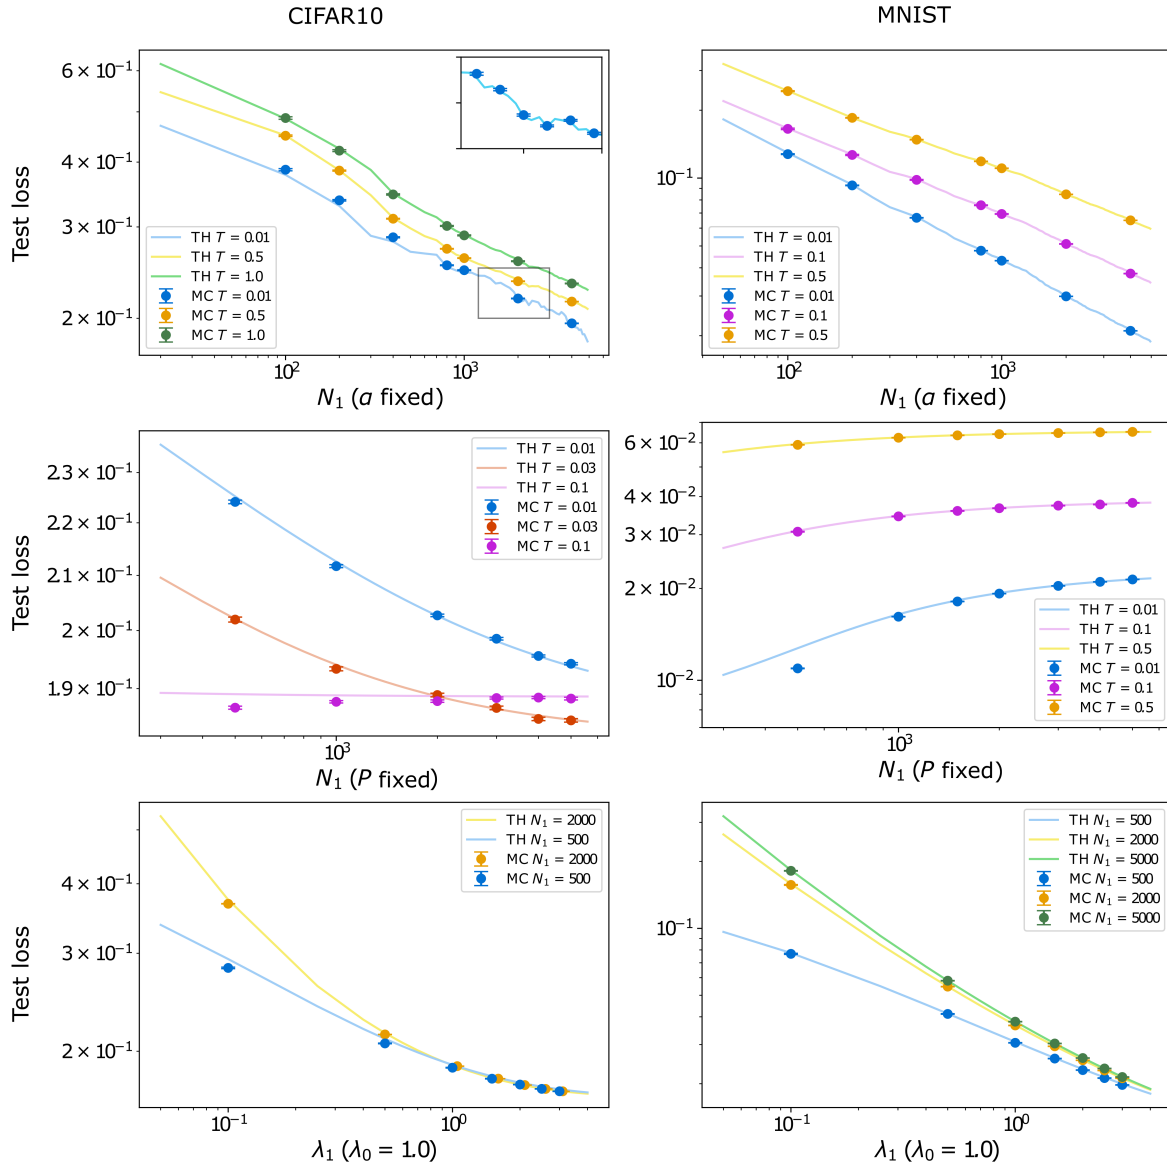 CIFAR10
MNIST
Test loss
6 × 10⁻¹
4 × 10⁻¹
3 × 10⁻¹
2 × 10⁻¹
TH T = 0.01
TH T = 0.5
TH T = 1.0
MC T = 0.01
MC T = 0.5
MC T = 1.0
10²
10³
N₁ (α fixed)
10⁻¹
TH T = 0.01
TH T = 0.1
TH T = 0.5
MC T = 0.01
MC T = 0.1
MC T = 0.5
10²
10³
N₁ (α fixed)
Test loss
23 × 10⁻¹
22 × 10⁻¹
21 × 10⁻¹
2 × 10⁻¹
19 × 10⁻¹
TH T = 0.01
TH T = 0.03
TH T = 0.1
MC T = 0.01
MC T = 0.03
MC T = 0.1
10³
N₁ (P fixed)
6 × 10⁻²
4 × 10⁻²
3 × 10⁻²
2 × 10⁻²
10⁻²
TH T = 0.01
TH T = 0.1
TH T = 0.5
MC T = 0.01
MC T = 0.1
MC T = 0.5
10³
N₁ (P fixed)
Test loss
4 × 10⁻¹
3 × 10⁻¹
2 × 10⁻¹
TH N₁ = 2000
TH N₁ = 500
MC N₁ = 2000
MC N₁ = 500
10⁻¹
10⁰
λ₁ (λ₀ = 1.0)
10⁻¹
TH N₁ = 500
TH N₁ = 2000
TH N₁ = 5000
MC N₁ = 500
MC N₁ = 2000
MC N₁ = 5000
10⁻¹
10⁰
λ₁ (λ₀ = 1.0)